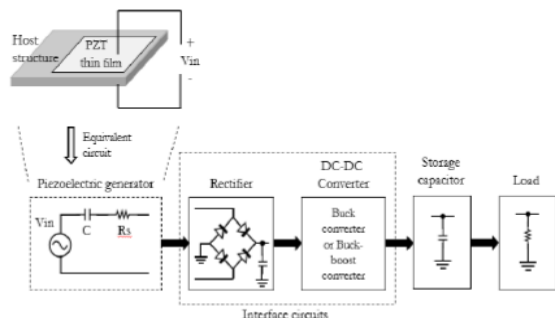 Host
structure
PZT
thin film
+
Vin
-
Equivalent
circuit
Piezoelectric generator
Vin
C
Rs
Rectifier
DC-DC
Converter
Buck
converter
or Buck-
boost
converter
Storage
capacitor
Load
Interface circuits